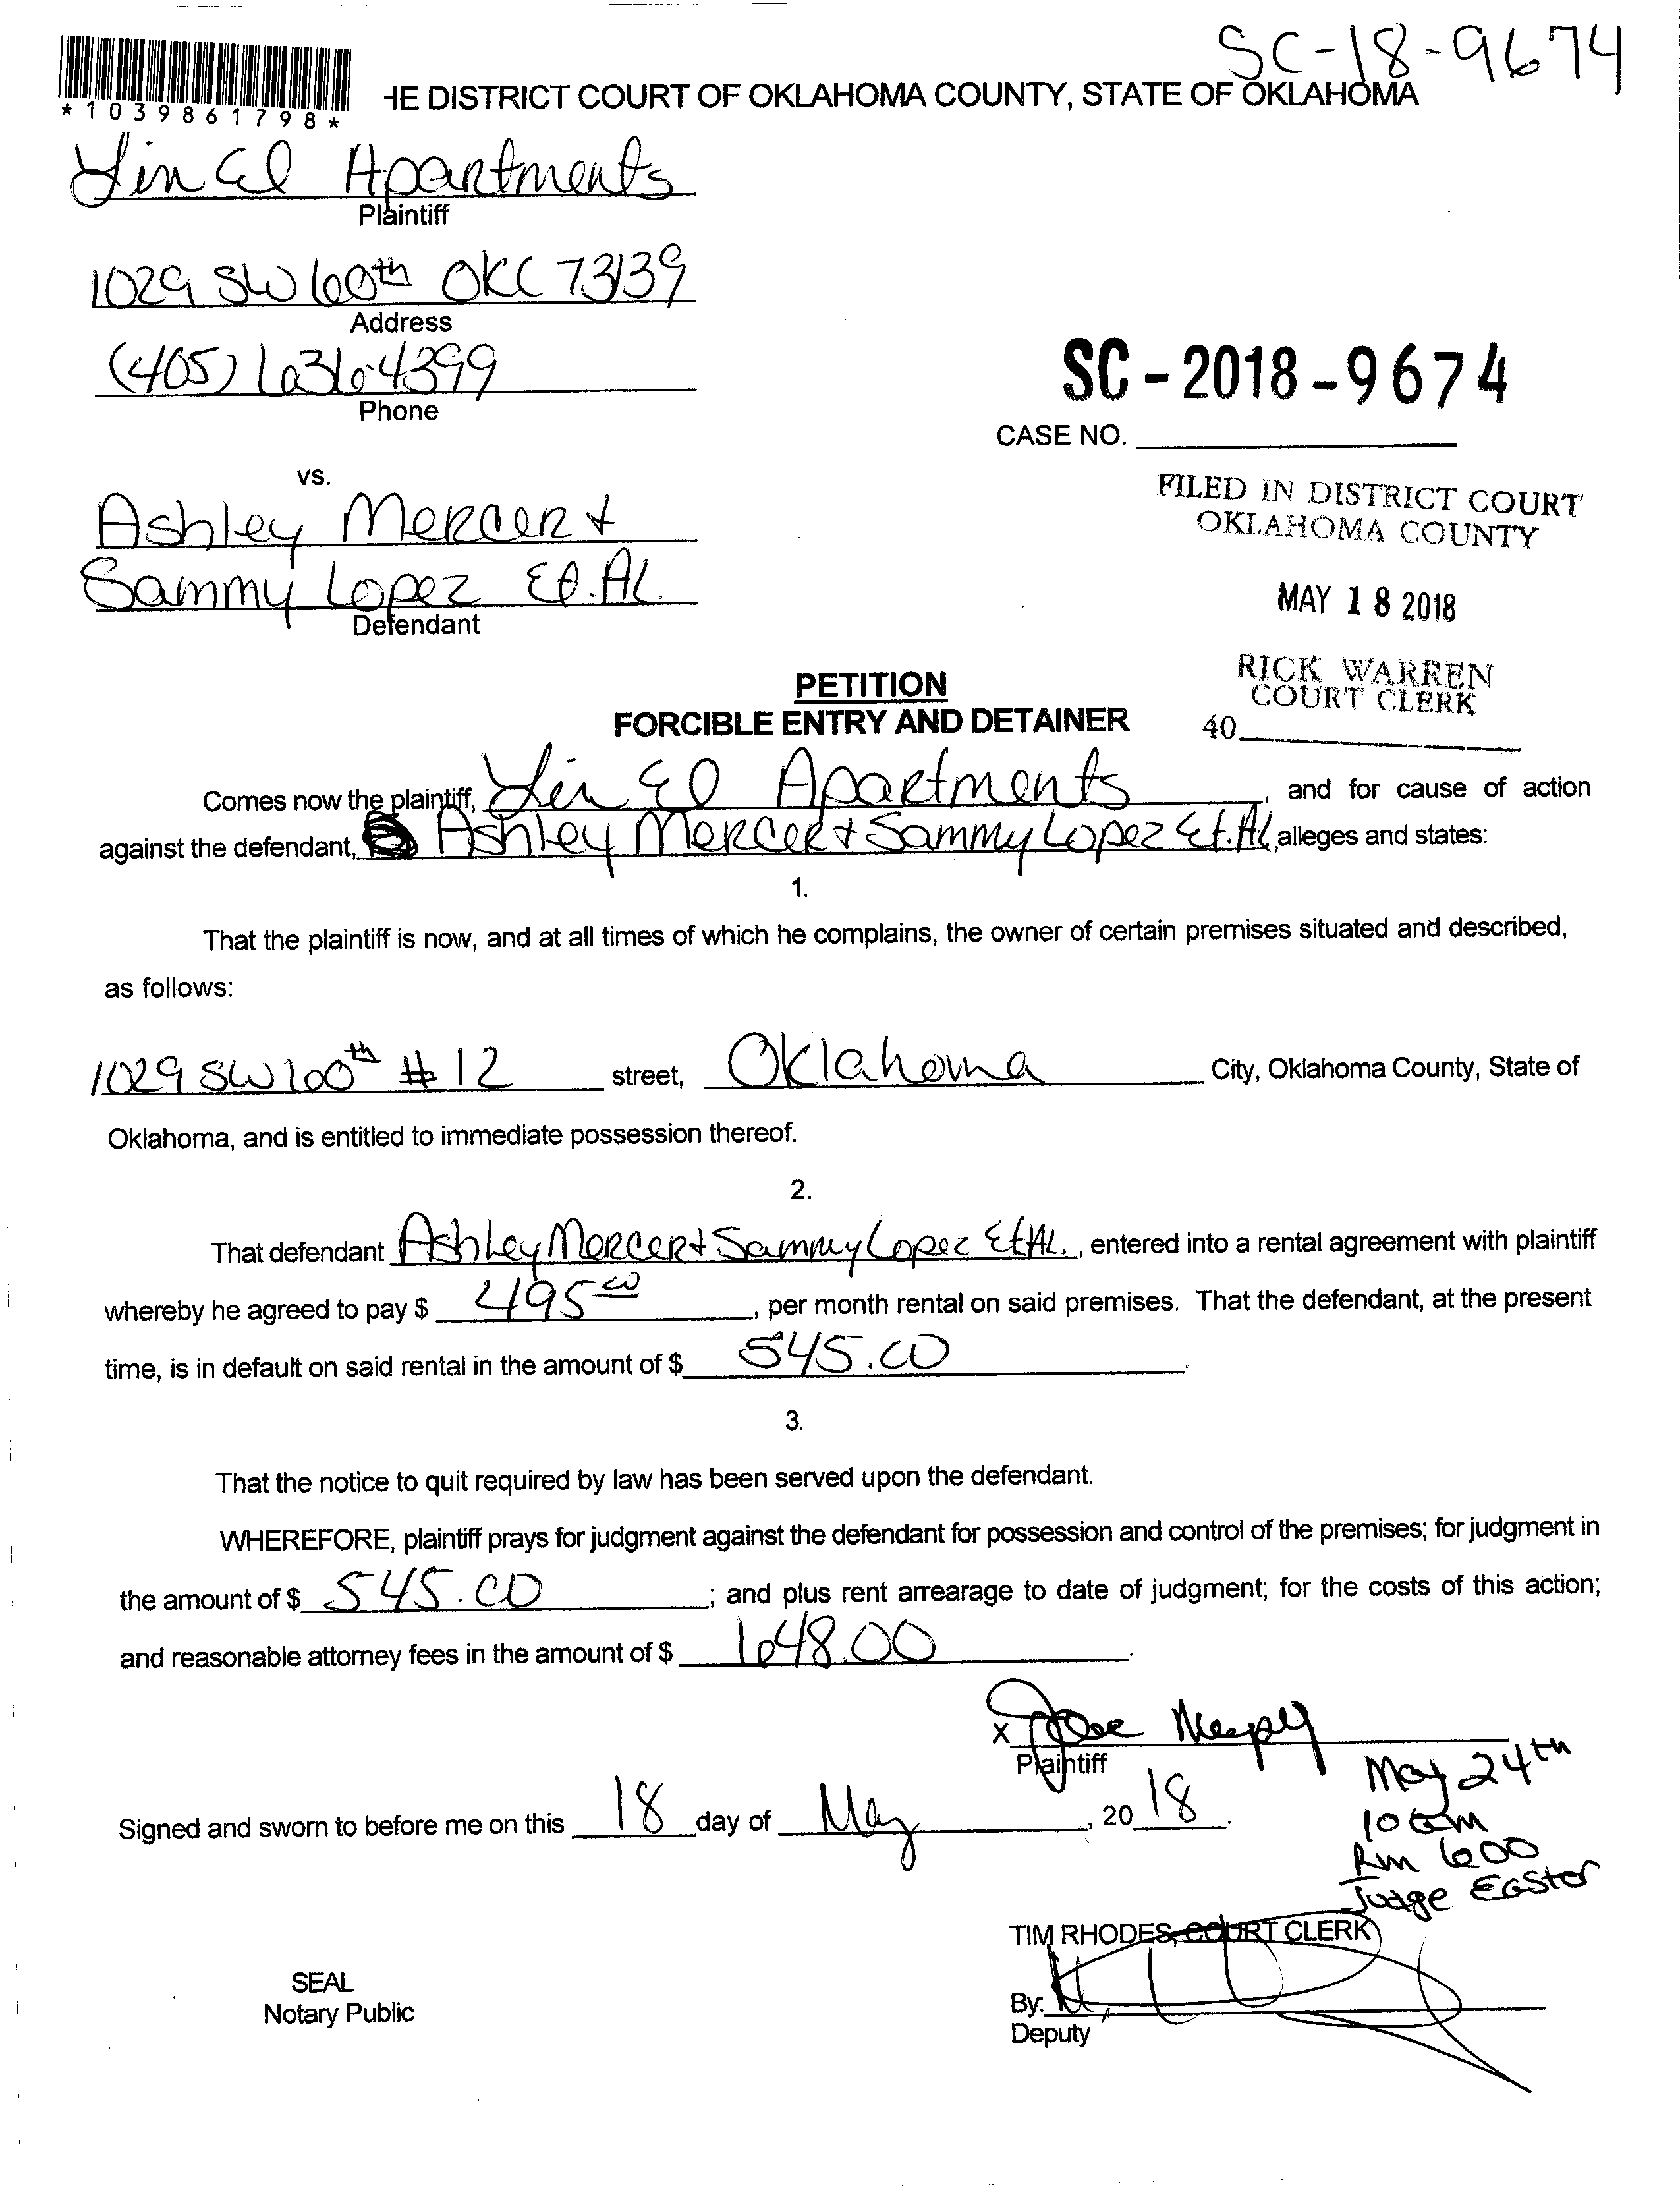 SC-18-9674
*1039861798*
HE DISTRICT COURT OF OKLAHOMA COUNTY, STATE OF OKLAHOMA
Lin El Apartments
Plaintiff
1029 SW 60th OKC 73139
Address
(405) 636-4399
Phone
SC-2018-9674
CASE NO.
vs.
Ashley Mercer &
Sammy Lopez Et.AL.
Defendant
FILED IN DISTRICT COURT
OKLAHOMA COUNTY
MAY 18 2018
RICK WARREN
COURT CLERK
40
PETITION
FORCIBLE ENTRY AND DETAINER
Comes now the plaintiff, Lin El Apartments, and for cause of action
against the defendant, Ashley Mercer & Sammy Lopez Et.AL, alleges and states:
1.
That the plaintiff is now, and at all times of which he complains, the owner of certain premises situated and described,
as follows:
1029 SW 60th #12 street, Oklahoma City, Oklahoma County, State of
Oklahoma, and is entitled to immediate possession thereof.
2.
That defendant Ashley Mercer & Sammy Lopez Et AL., entered into a rental agreement with plaintiff
whereby he agreed to pay $ 495 00, per month rental on said premises. That the defendant, at the present
time, is in default on said rental in the amount of $ 545.00.
3.
That the notice to quit required by law has been served upon the defendant.
WHEREFORE, plaintiff prays for judgment against the defendant for possession and control of the premises; for judgment in
the amount of $ 545.00; and plus rent arrearage to date of judgment; for the costs of this action;
and reasonable attorney fees in the amount of $ 648.00.
X
Plaintiff
May 24th
10 am
Rm 600
Judge Easter
Signed and sworn to before me on this 18 day of May, 20 18.
TIM RHODES, COURT CLERK
SEAL
Notary Public
By:
Deputy